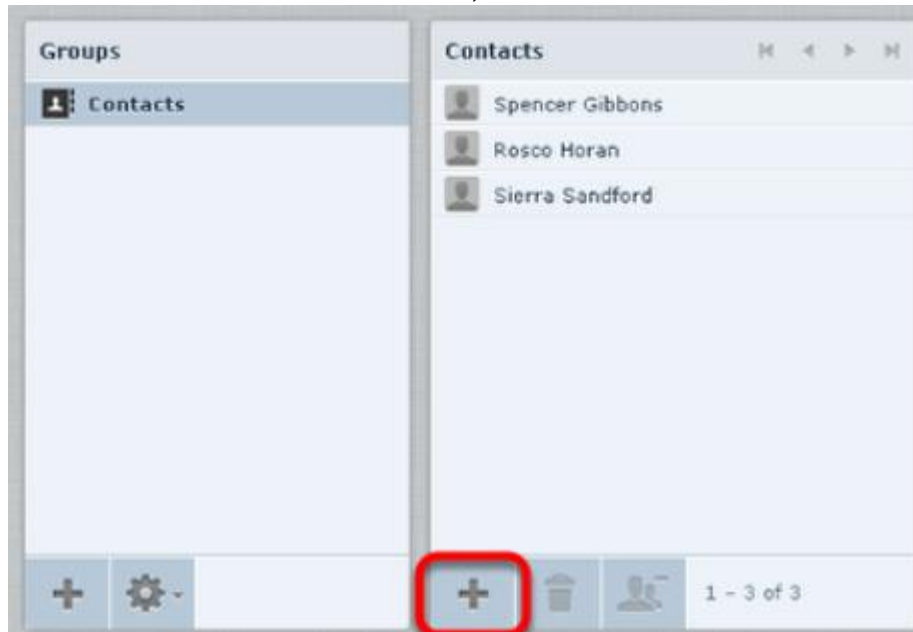 Groups
Contacts
Contacts
Spencer Gibbons
Rosco Horan
Sierra Sandford
1 - 3 of 3